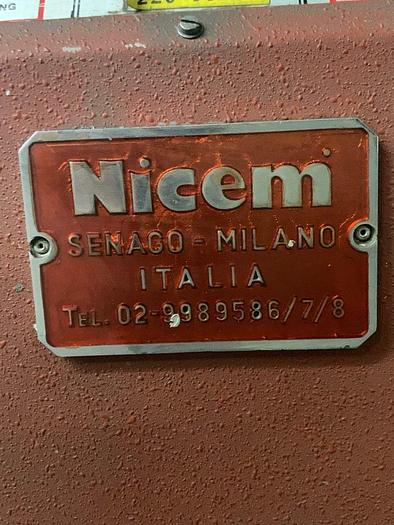 Nicem
SENAGO - MILANO
ITALIA
TEL. 02-9989586/7/8